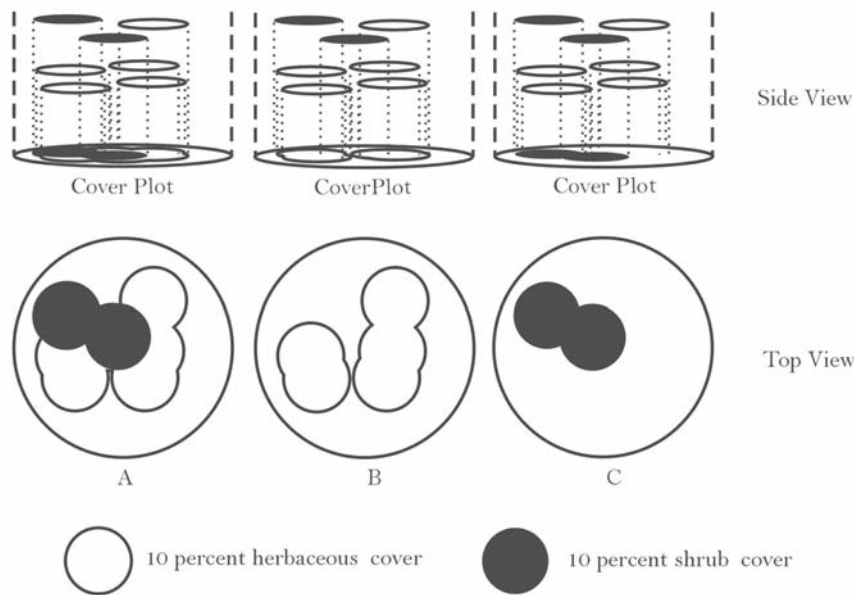 Side View
Cover Plot
CoverPlot
Cover Plot
Top View
A
B
C
10 percent herbaceous cover
10 percent shrub cover